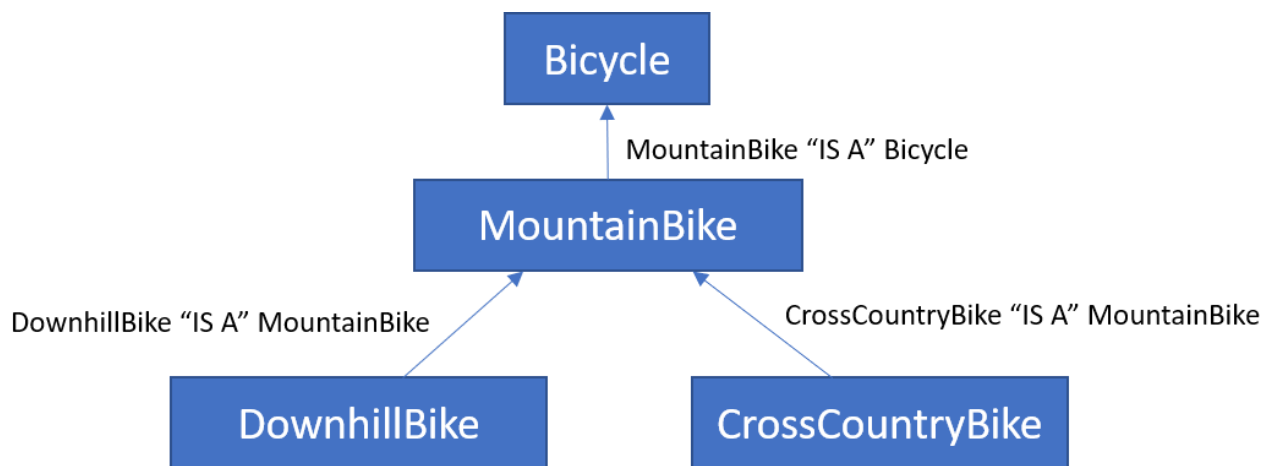 Bicycle
MountainBike “IS A” Bicycle
MountainBike
DownhillBike “IS A” MountainBike
CrossCountryBike “IS A” MountainBike
DownhillBike
CrossCountryBike